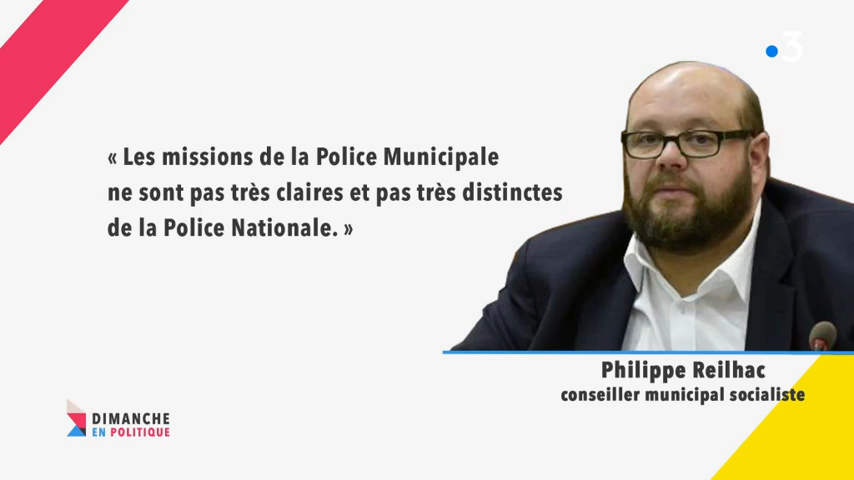 3
« Les missions de la Police Municipale
ne sont pas très claires et pas très distinctes
de la Police Nationale. »
Philippe Reilhac
conseiller municipal socialiste
DIMANCHE
EN POLITIQUE